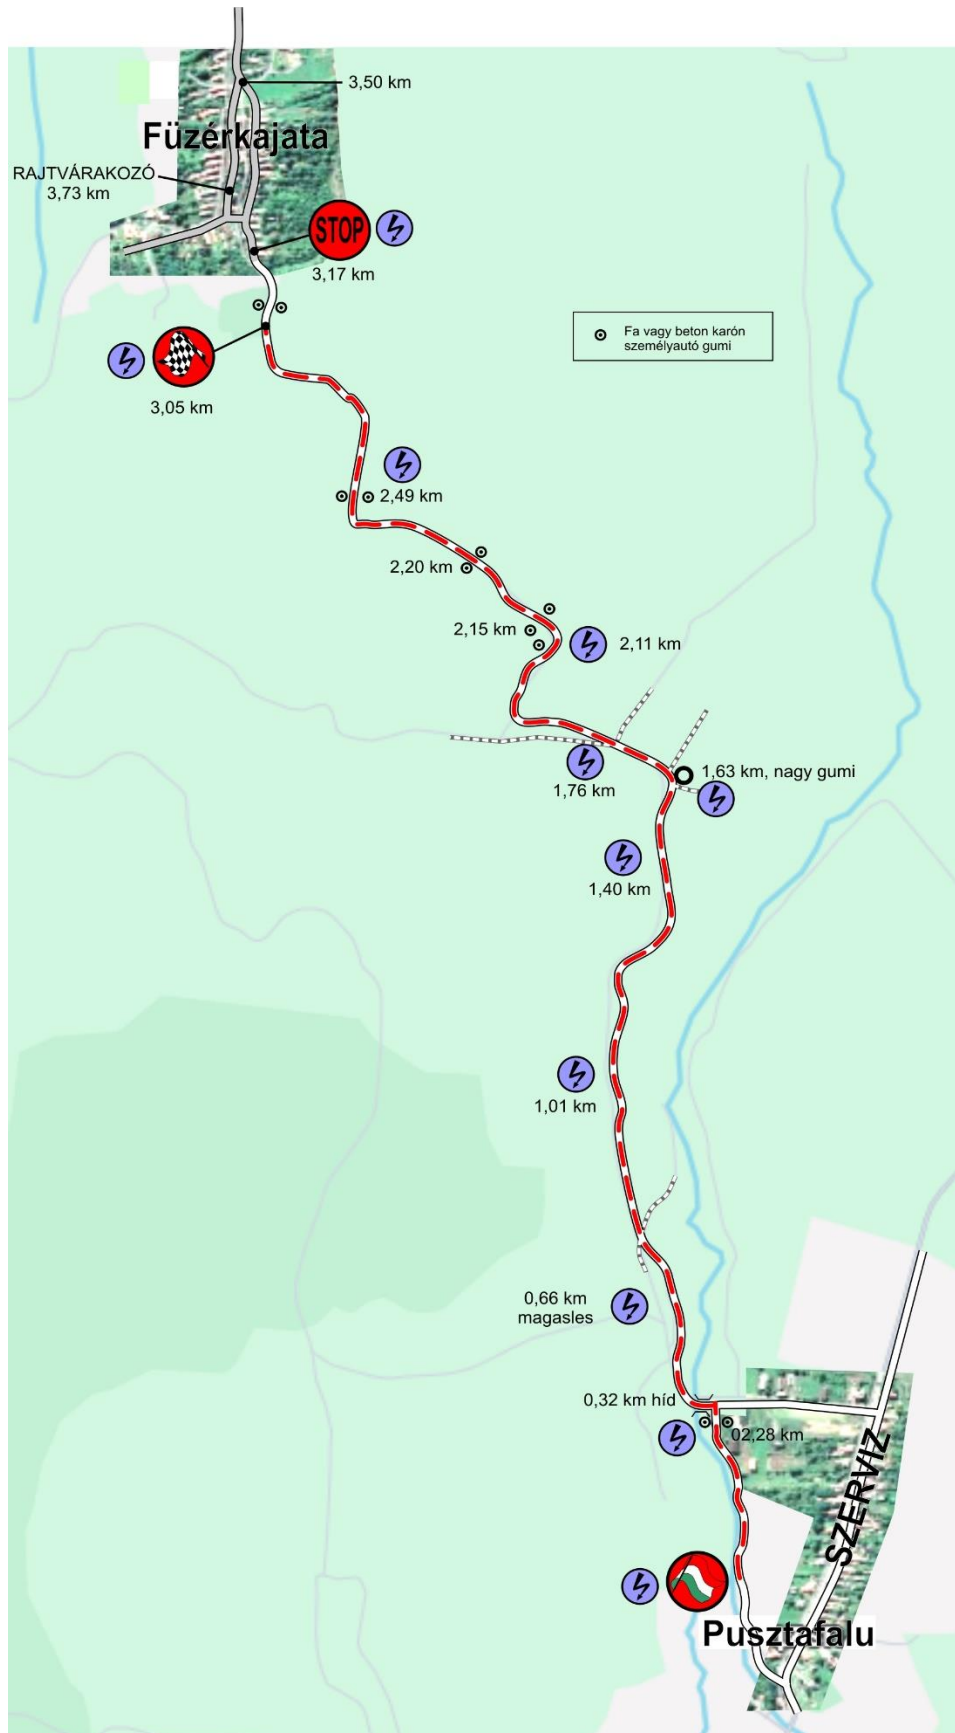 3,50 km
Füzérkajata
RAJTVÁRAKOZÓ
3,73 km
STOP
3,17 km
Fa vagy beton karón
személyautó gumi
3,05 km
2,49 km
2,20 km
2,15 km
2,11 km
1,63 km, nagy gumi
1,76 km
1,40 km
1,01 km
0,66 km
magasles
0,32 km híd
02,28 km
SZERVIZ
Pusztafalu